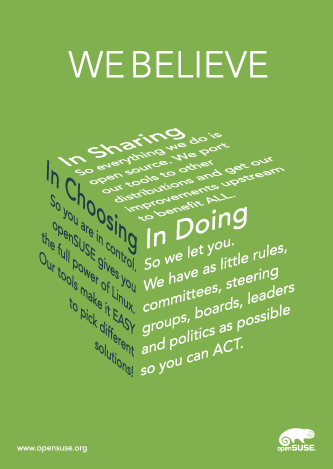 WE BELIEVE
In Sharing
So everything we do is
open source. We port
our tools to other
distributions and get our
improvements upstream
to benefit ALL.
In Choosing
So you are in control.
openSUSE gives you
the full power of Linux.
Our tools make it EASY
to pick different
solutions!
In Doing
So we let you.
We have as little rules,
committees, steering
groups, boards, leaders
and politics as possible
so you can ACT.
www.opensuse.org
openSUSE